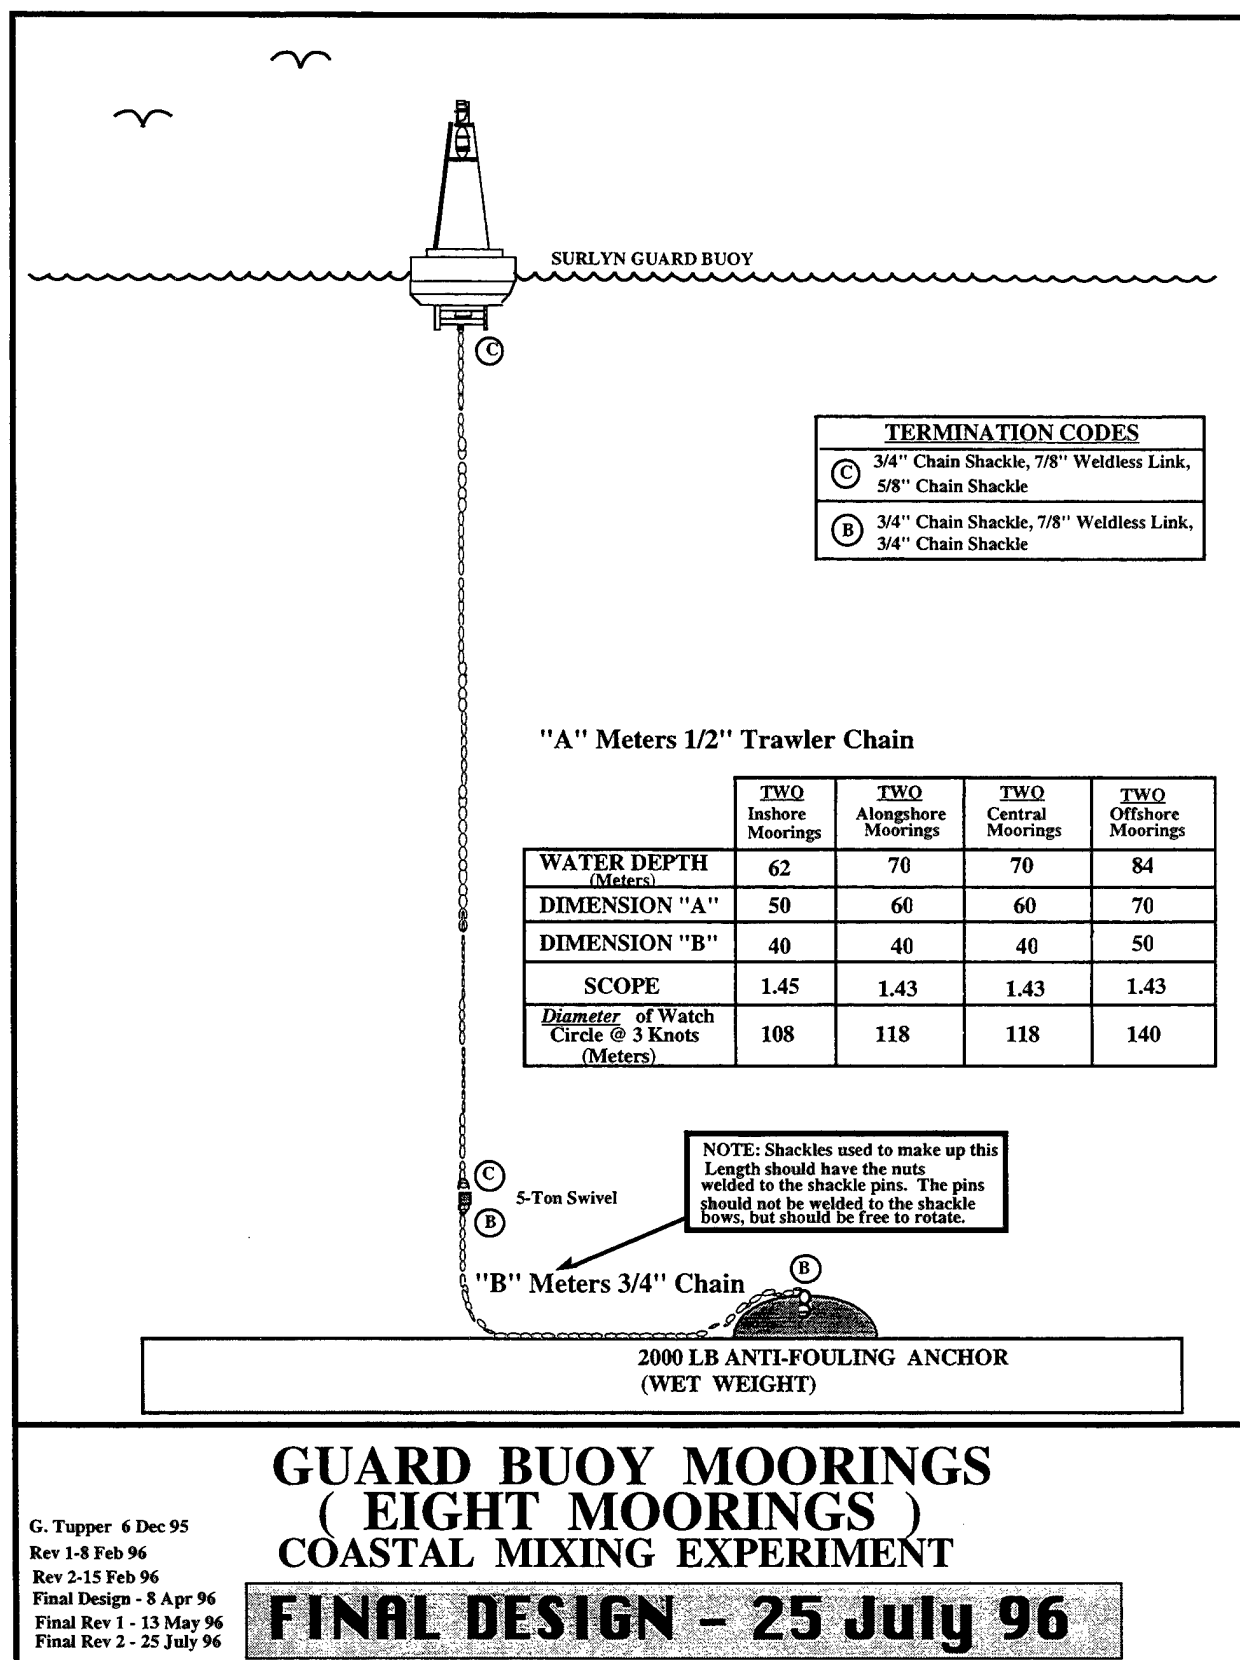 SURLYN GUARD BUOY
C
TERMINATION CODES
C 3/4" Chain Shackle, 7/8" Weldless Link,
5/8" Chain Shackle
B 3/4" Chain Shackle, 7/8" Weldless Link,
3/4" Chain Shackle
"A" Meters 1/2" Trawler Chain
TWO Inshore Moorings TWO Alongshore Moorings TWO Central Moorings TWO Offshore Moorings
WATER DEPTH (Meters) 62 70 70 84
DIMENSION "A" 50 60 60 70
DIMENSION "B" 40 40 40 50
SCOPE 1.45 1.43 1.43 1.43
Diameter of Watch Circle @ 3 Knots (Meters) 108 118 118 140
NOTE: Shackles used to make up this
Length should have the nuts
welded to the shackle pins. The pins
should not be welded to the shackle
bows, but should be free to rotate.
C
5-Ton Swivel
B
"B" Meters 3/4" Chain
B
2000 LB ANTI-FOULING ANCHOR
(WET WEIGHT)
GUARD BUOY MOORINGS
( EIGHT MOORINGS )
COASTAL MIXING EXPERIMENT
G. Tupper 6 Dec 95
Rev 1-8 Feb 96
Rev 2-15 Feb 96
Final Design - 8 Apr 96
Final Rev 1 - 13 May 96
Final Rev 2 - 25 July 96
FINAL DESIGN - 25 July 96